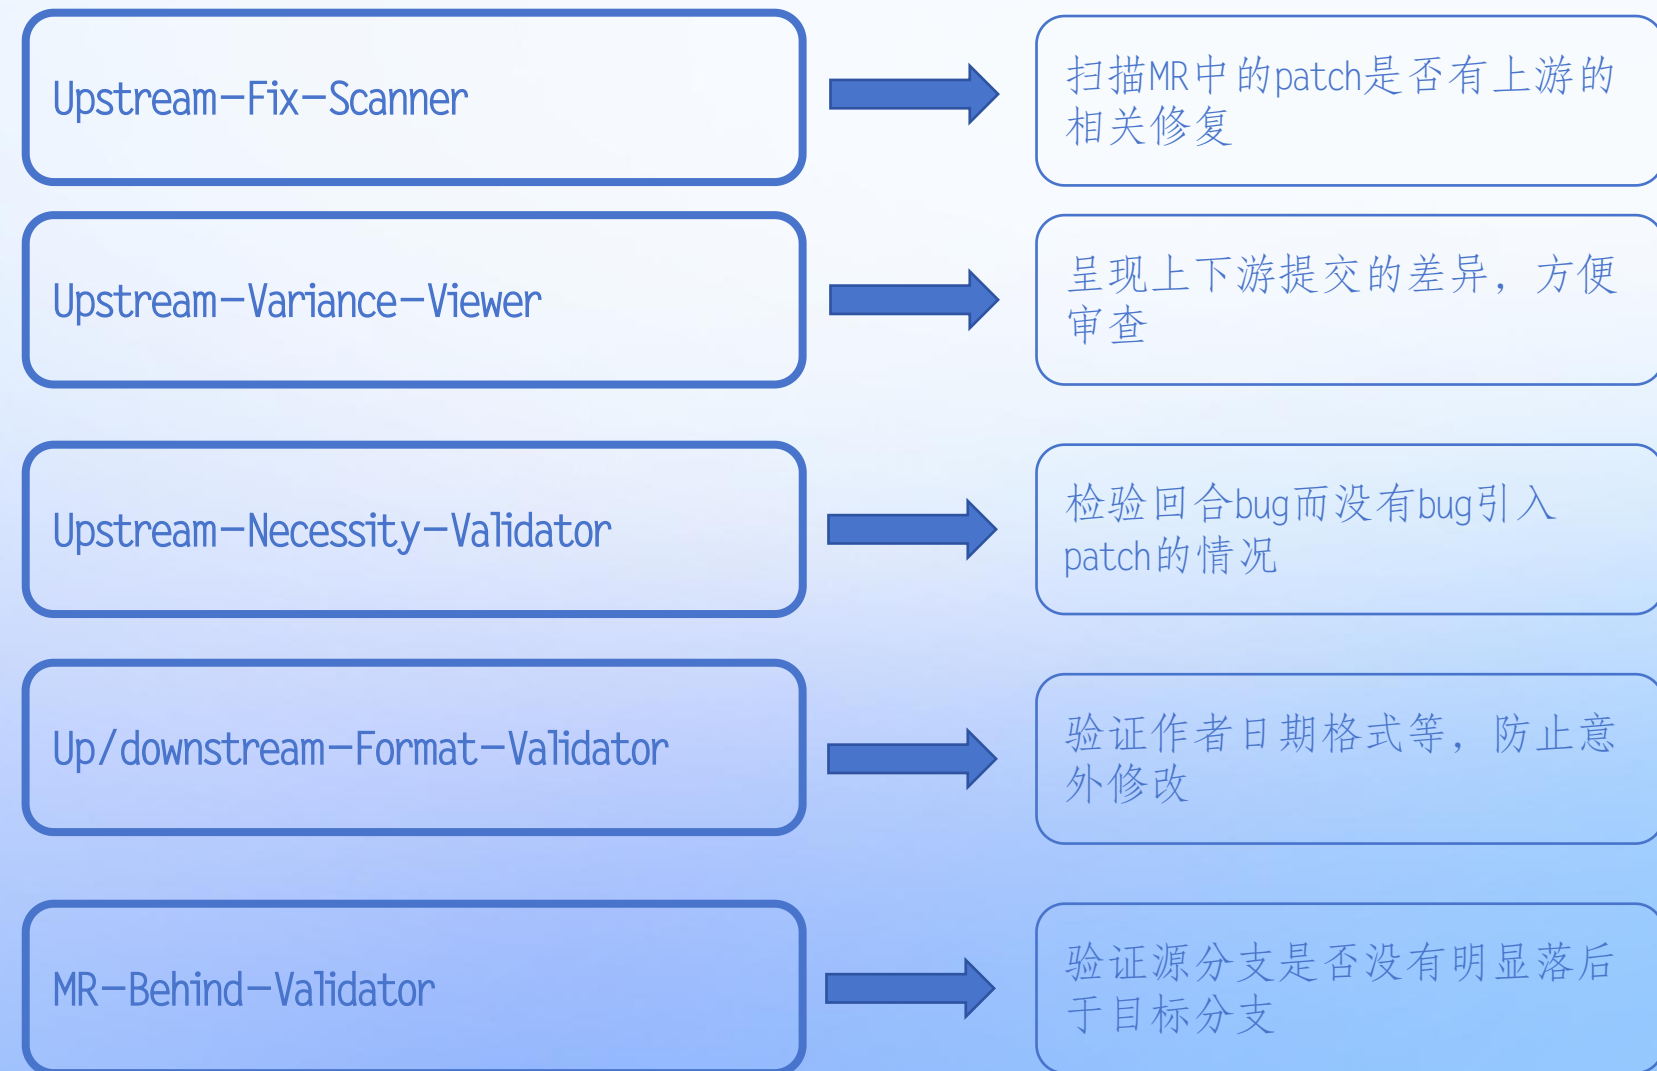 Upstream-Fix-Scanner
扫描MR中的patch是否有上游的
相关修复
Upstream-Variance-Viewer
呈现上下游提交的差异，方便
审查
Upstream-Necessity-Validator
检验回合bug而没有bug引入
patch的情况
Up/downstream-Format-Validator
验证作者日期格式等，防止意
外修改
MR-Behind-Validator
验证源分支是否没有明显落后
于目标分支